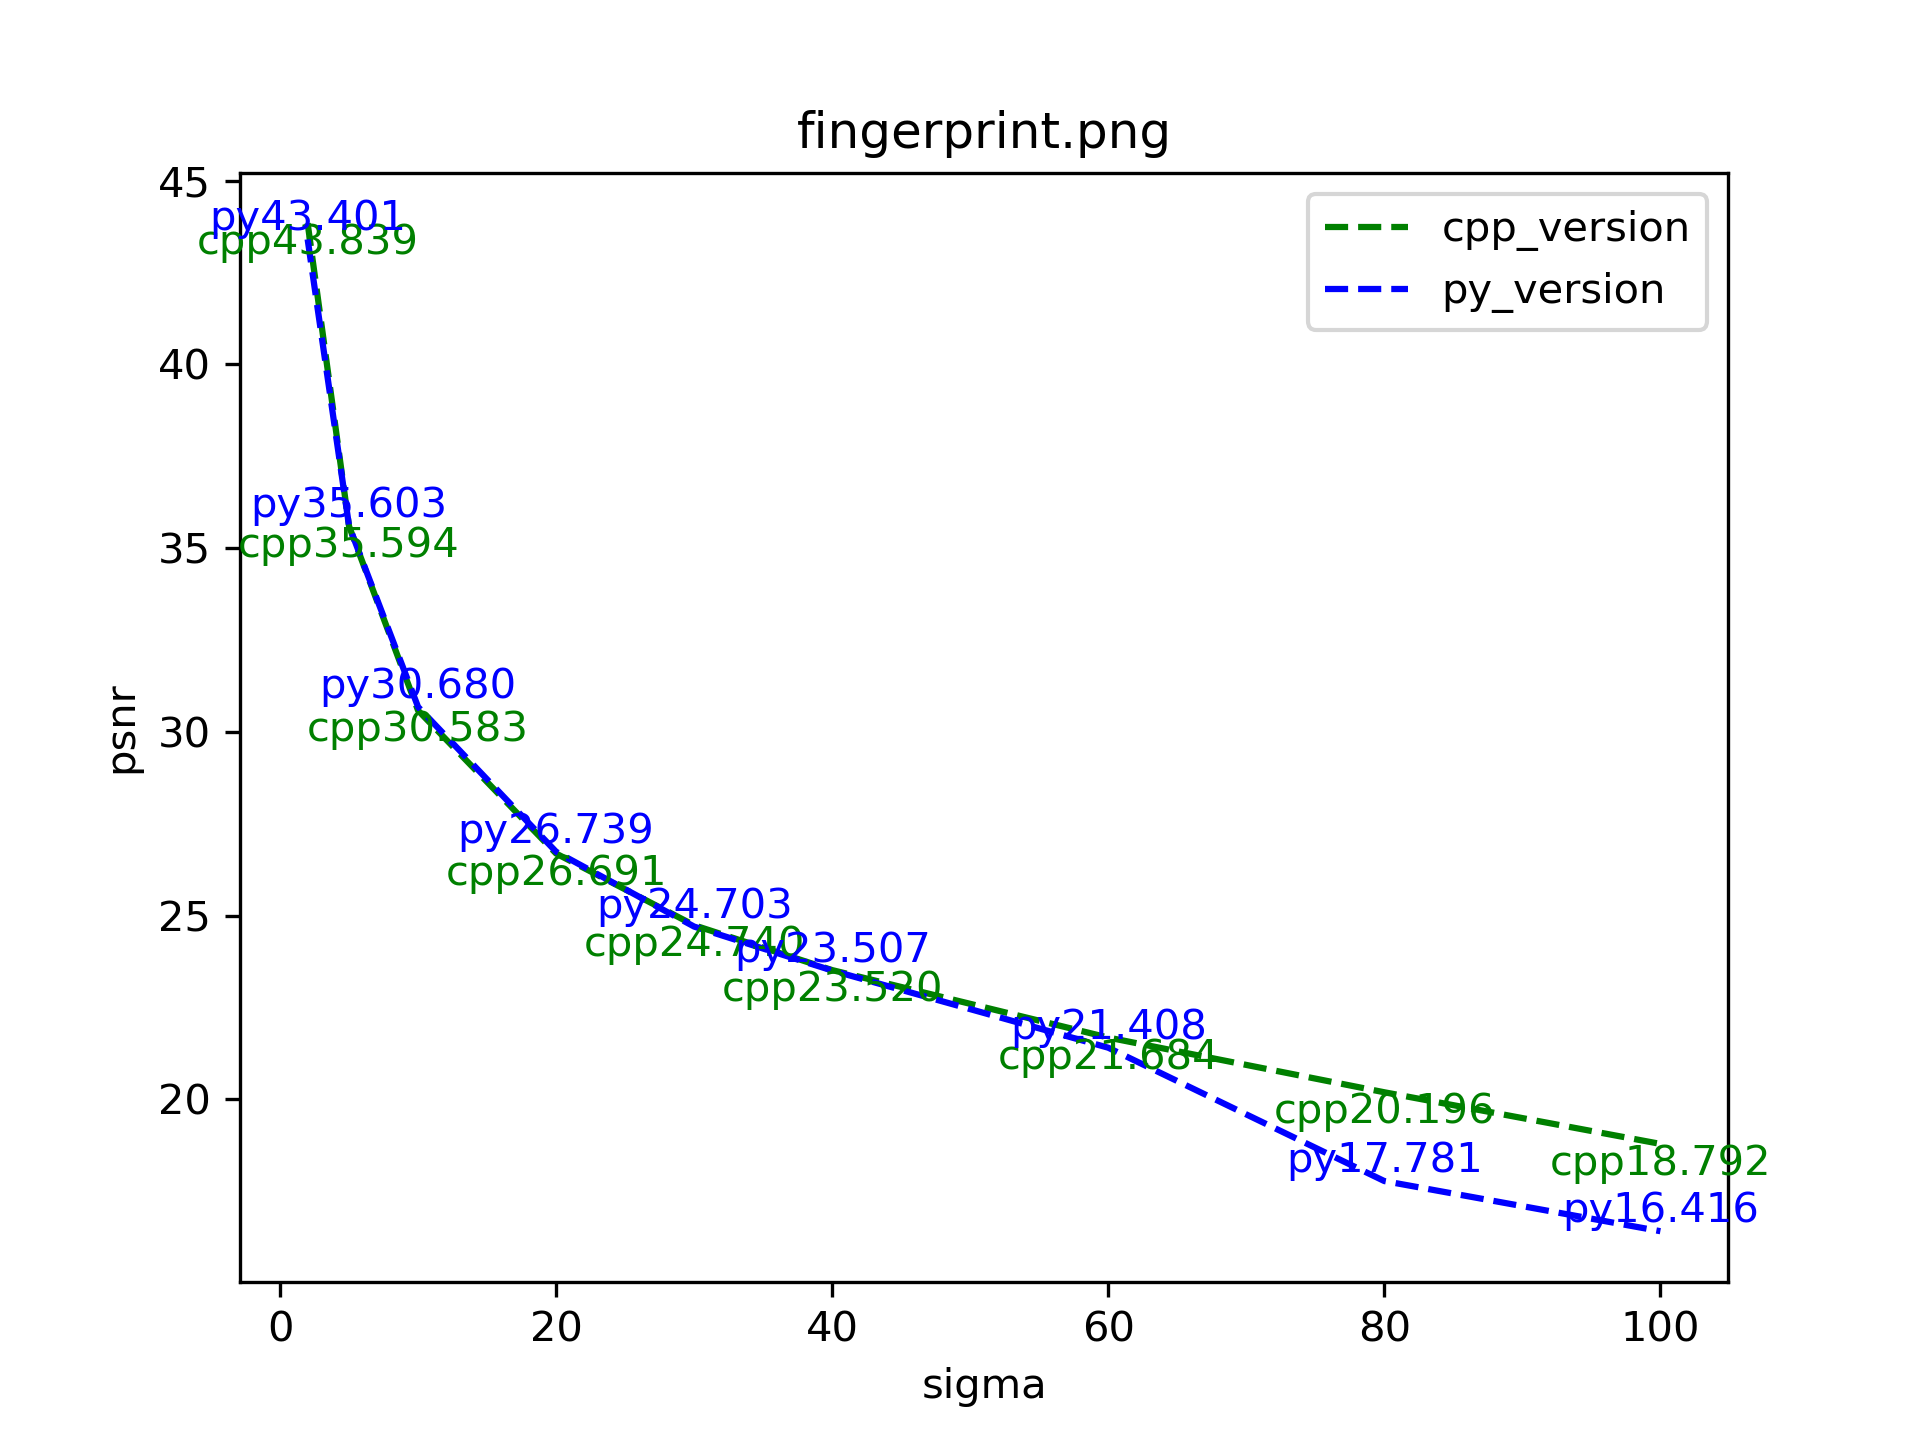 fingerprint.png
cpp_version
py_version
45
40
35
30
25
20
psnr
py43.401
cpp43.839
py35.603
cpp35.594
py30.680
cpp30.583
py26.739
cpp26.691
py24.703
cpp24.740
py23.507
cpp23.520
py21.408
cpp21.684
cpp20.196
py17.781
cpp18.792
py16.416
0 20 40 60 80 100
sigma